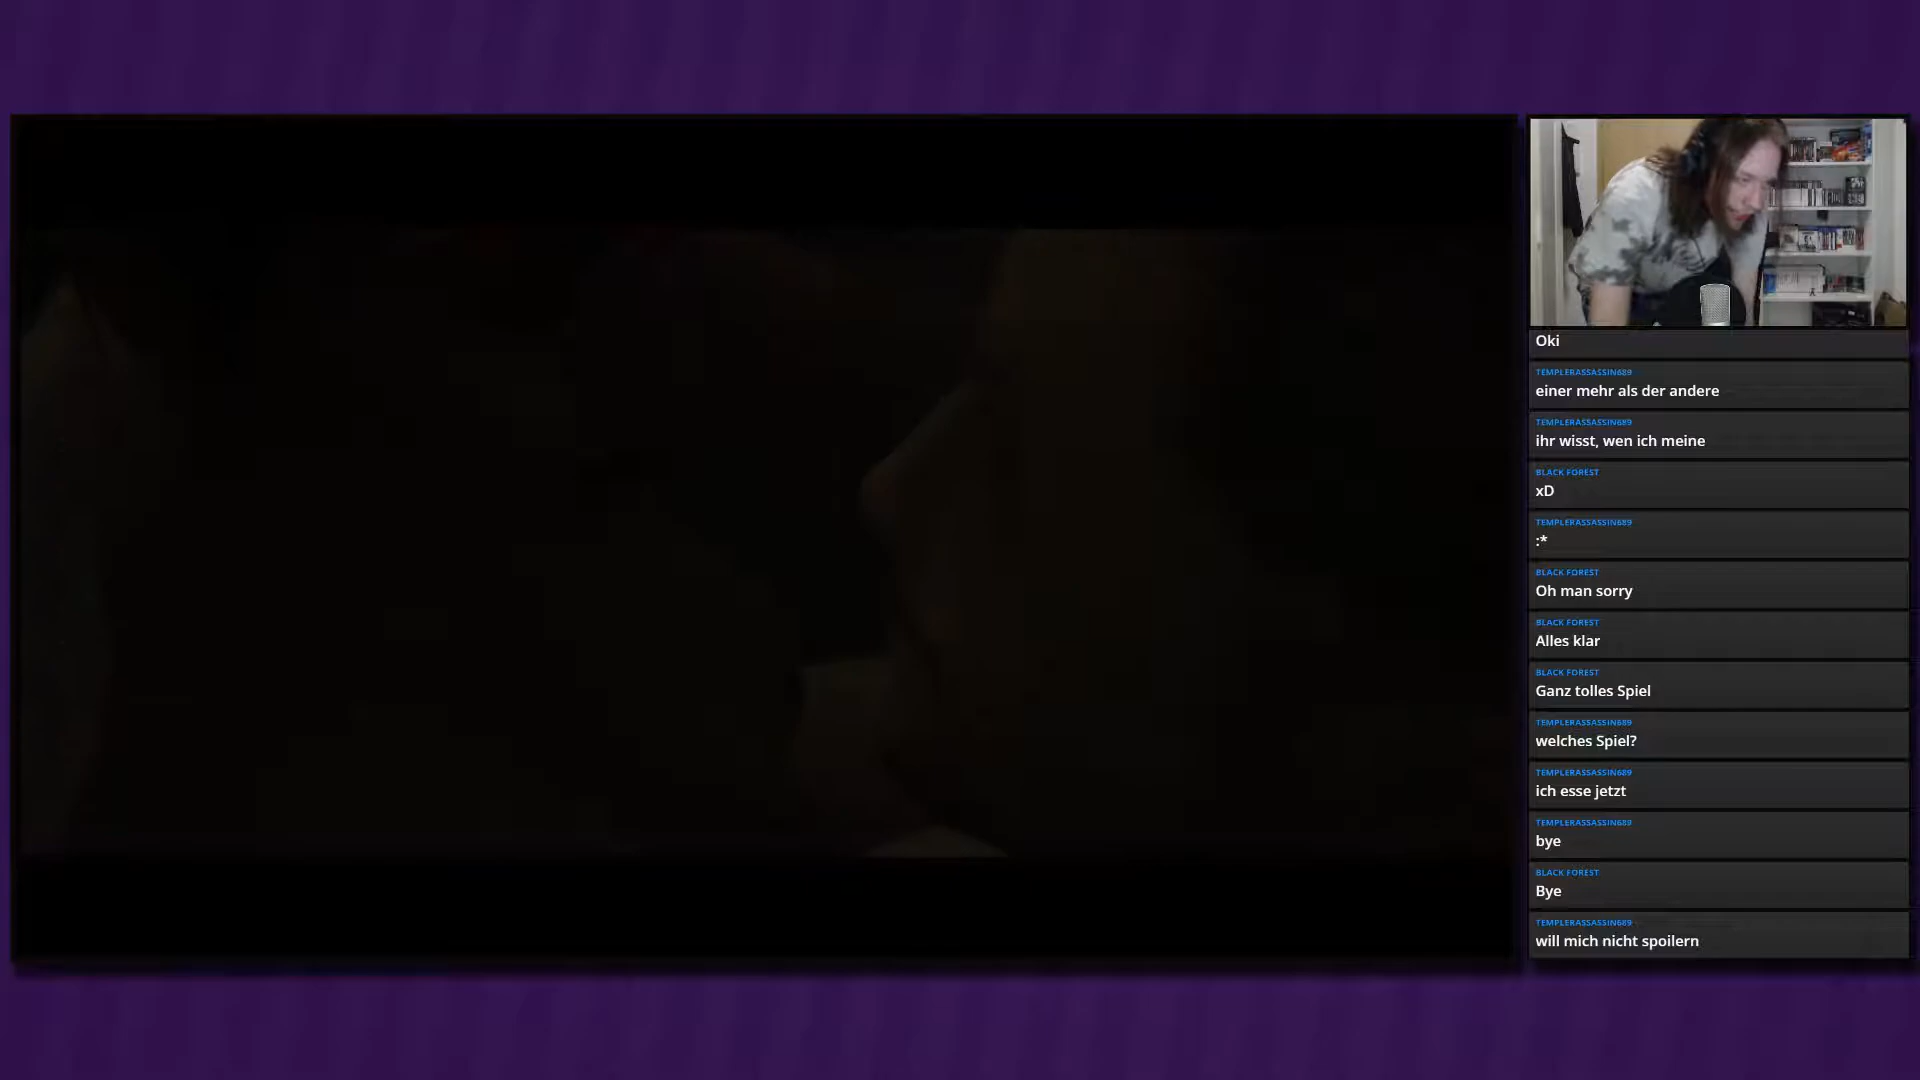 Oki
TEMPLERASSASSIN689
einer mehr als der andere
TEMPLERASSASSIN689
ihr wisst, wen ich meine
BLACK FOREST
xD
TEMPLERASSASSIN689
:*
BLACK FOREST
Oh man sorry
BLACK FOREST
Alles klar
BLACK FOREST
Ganz tolles Spiel
TEMPLERASSASSIN689
welches Spiel?
TEMPLERASSASSIN689
ich esse jetzt
TEMPLERASSASSIN689
bye
BLACK FOREST
Bye
TEMPLERASSASSIN689
will mich nicht spoilern